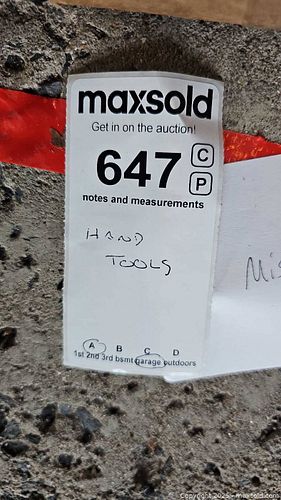 maxsold
Get in on the auction!
647 C
P
notes and measurements
HAND
TOOLS
Mis
A B C D
1st 2nd 3rd bsmt garage outdoors
Copyright 2025 - maxsold.com